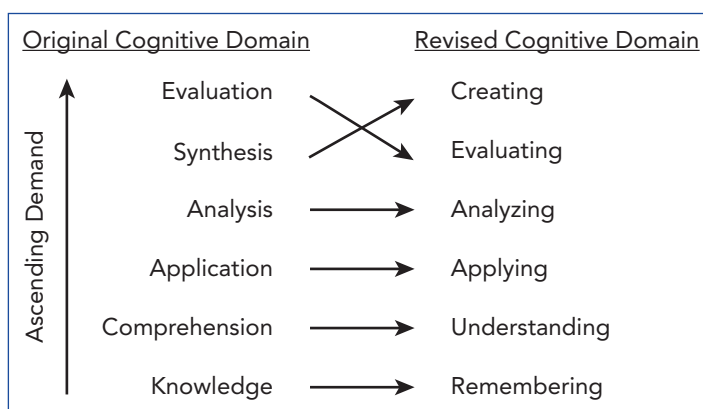 Original Cognitive Domain
Revised Cognitive Domain
Ascending Demand
Evaluation
Creating
Synthesis
Evaluating
Analysis
Analyzing
Application
Applying
Comprehension
Understanding
Knowledge
Remembering